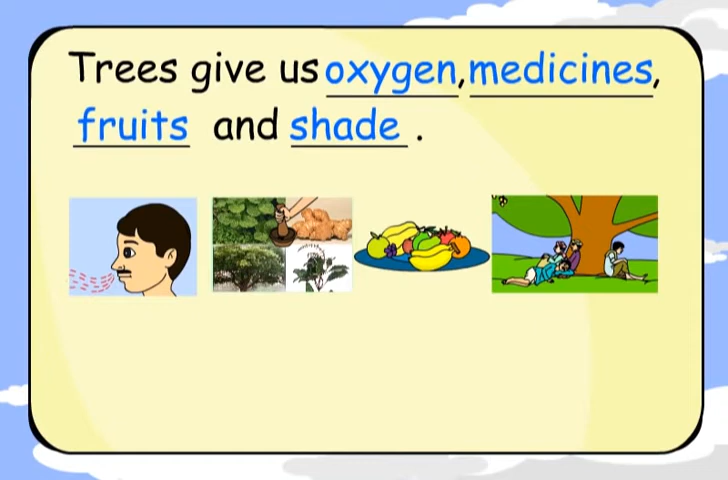 Trees give us oxygen, medicines,
fruits and shade.